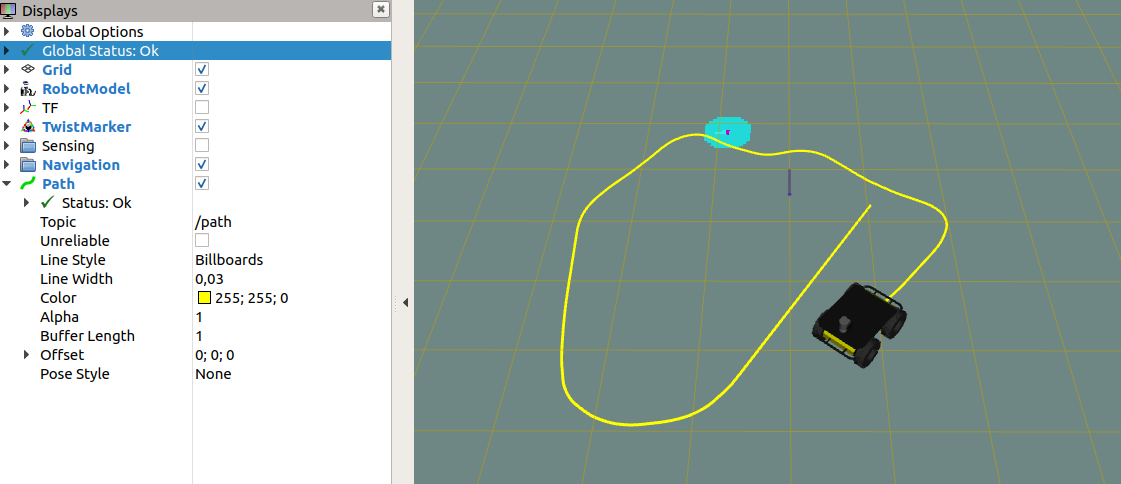 Displays
Global Options
Global Status: Ok
Grid
RobotModel
TF
TwistMarker
Sensing
Navigation
Path
Status: Ok
Topic /path
Unreliable
Line Style Billboards
Line Width 0,03
Color 255; 255; 0
Alpha 1
Buffer Length 1
Offset 0; 0; 0
Pose Style None